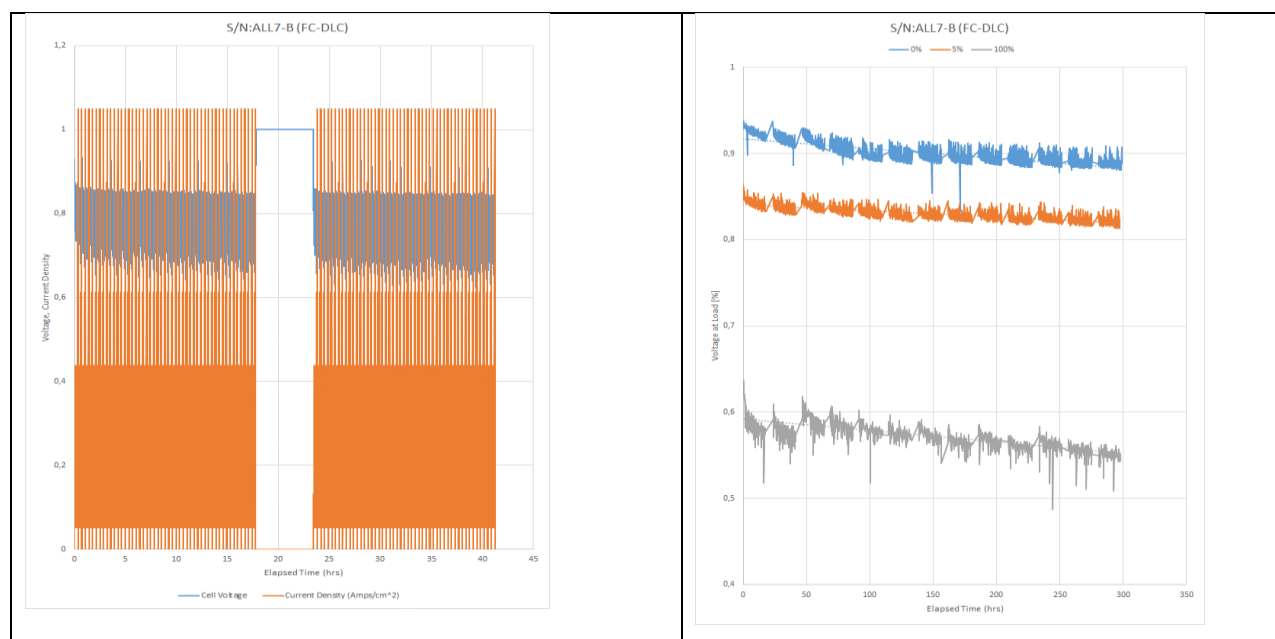 S/N:ALL7-B (FC-DLC)
1,2
1
0,8
0,6
0,4
0,2
0
Voltage, Current Density
0 5 10 15 20 25 30 35 40 45
Elapsed Time (hrs)
Cell Voltage Current Density (Amps/cm^2)
S/N:ALL7-B (FC-DLC)
0% 5% 100%
1
0,9
0,8
0,7
0,6
0,5
0,4
Voltage at Load [%]
0 50 100 150 200 250 300 350
Elapsed Time (hrs)